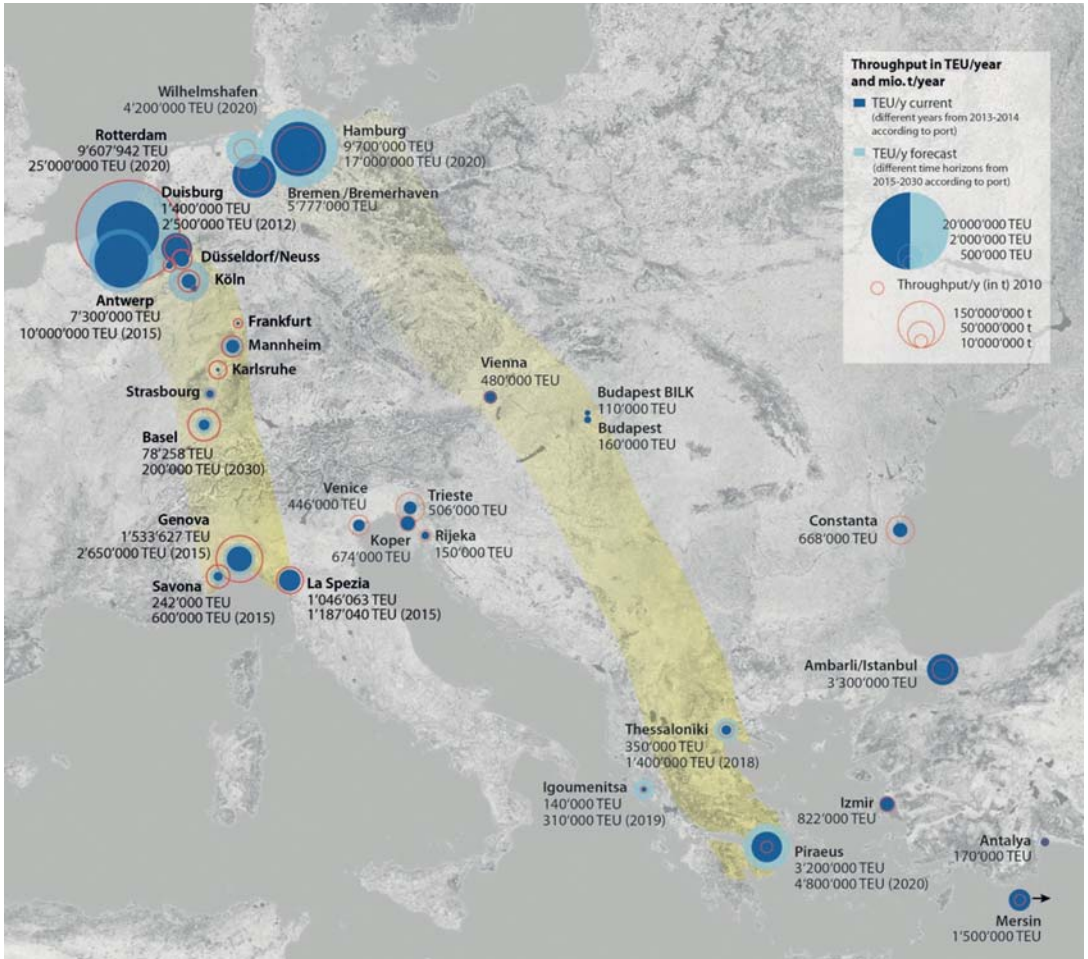 Throughput in TEU/year
and mio. t/year
TEU/y current
(different years from 2013-2014
according to port)
TEU/y forecast
(different time horizons from
2015-2030 according to port)
20'000'000 TEU
2'000'000 TEU
500'000 TEU
Throughput/y (in t) 2010
150'000'000 t
50'000'000 t
10'000'000 t
Wilhelmshafen
4'200'000 TEU (2020)
Rotterdam
9'607'942 TEU
25'000'000 TEU (2020)
Hamburg
9'700'000 TEU
17'000'000 TEU (2020)
Bremen /Bremerhaven
5'777'000 TEU
Duisburg
1'400'000 TEU
2'500'000 TEU (2012)
Düsseldorf/Neuss
Köln
Antwerp
7'300'000 TEU
10'000'000 TEU (2015)
Frankfurt
Mannheim
Karlsruhe
Strasbourg
Basel
78'258 TEU
200'000 TEU (2030)
Vienna
480'000 TEU
Budapest BILK
110'000 TEU
Budapest
160'000 TEU
Venice
446'000 TEU
Trieste
506'000 TEU
Koper
674'000 TEU
Rijeka
150'000 TEU
Genova
1'533'627 TEU
2'650'000 TEU (2015)
Savona
242'000 TEU
600'000 TEU (2015)
La Spezia
1'046'063 TEU
1'187'040 TEU (2015)
Constanta
668'000 TEU
Ambarli/Istanbul
3'300'000 TEU
Thessaloniki
350'000 TEU
1'400'000 TEU (2018)
Igoumenitsa
140'000 TEU
310'000 TEU (2019)
Izmir
822'000 TEU
Piraeus
3'200'000 TEU
4'800'000 TEU (2020)
Antalya
170'000 TEU
Mersin
1'500'000 TEU